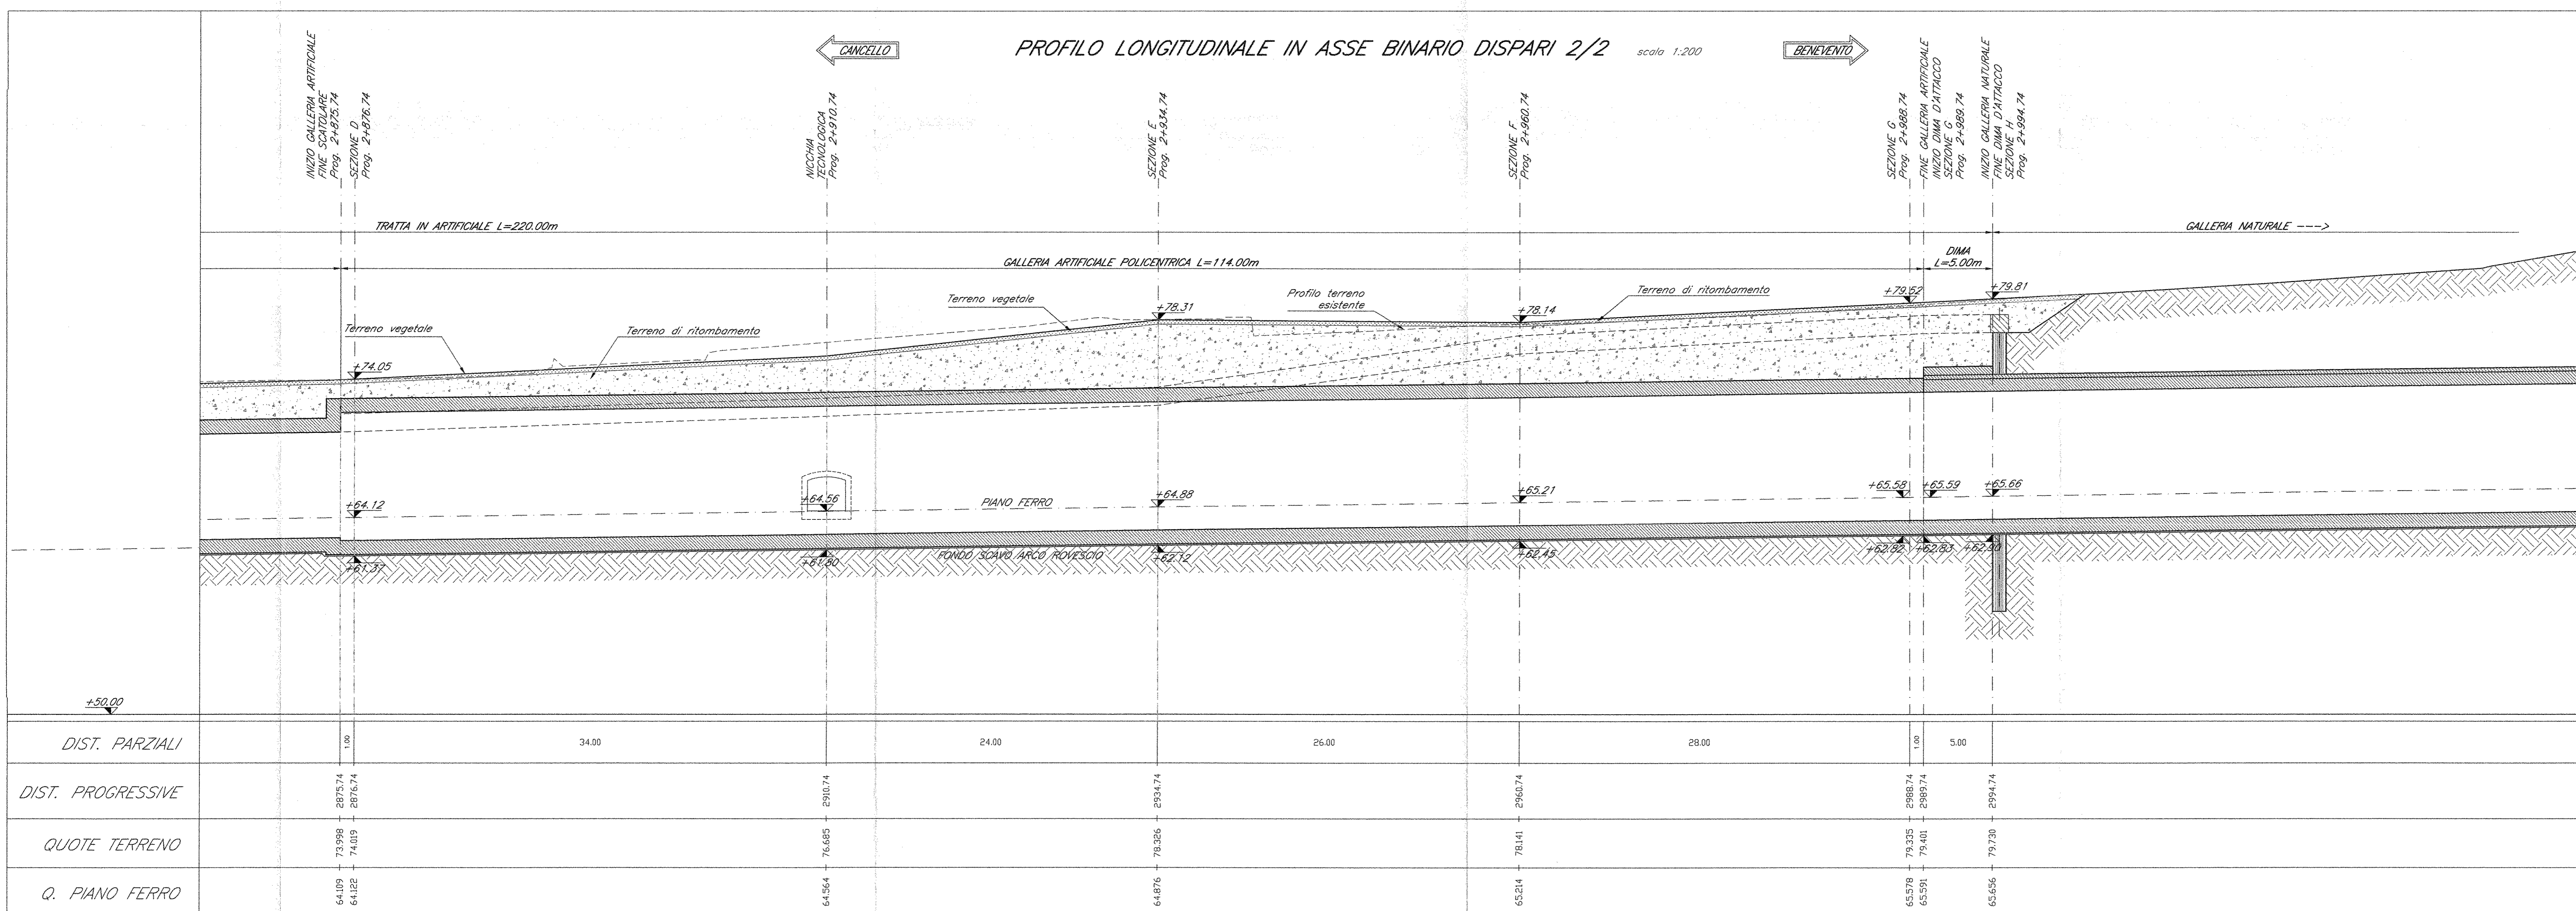 CANCELLO
PROFILO LONGITUDINALE IN ASSE BINARIO DISPARI 2/2 scala 1:200
BENEVENTO
INIZIO GALLERIA ARTIFICIALE
FINE SCATOLARE
Prog. 2+875.74
SEZIONE D
Prog. 2+876.74
NICCHIA
TECNOLOGICA
Prog. 2+910.74
SEZIONE E
Prog. 2+934.74
SEZIONE F
Prog. 2+960.74
SEZIONE G
Prog. 2+988.74
FINE GALLERIA ARTIFICIALE
INIZIO DIMA D'ATTACCO
SEZIONE G
Prog. 2+989.74
INIZIO GALLERIA NATURALE
FINE DIMA D'ATTACCO
SEZIONE H
Prog. 2+994.74
TRATTA IN ARTIFICIALE L=220.00m
GALLERIA NATURALE --->
GALLERIA ARTIFICIALE POLICENTRICA L=114.00m
DIMA
L=5.00m
Terreno vegetale
Terreno di ritombamento
Terreno vegetale
Profilo terreno
esistente
Terreno di ritombamento
+74.05
+78.31
+78.14
+79.52
+79.81
+64.12
+64.56
PIANO FERRO
+64.88
+65.21
+65.58
+65.59
+65.66
+61.37
+61.80
FONDO SCAVO ARCO ROVESCIO
+62.12
+62.45
+62.82
+62.83
+62.90
+50.00
DIST. PARZIALI
1.00
34.00
24.00
26.00
28.00
1.00
5.00
DIST. PROGRESSIVE
2875.74
2876.74
2910.74
2934.74
2960.74
2988.74
2989.74
2994.74
QUOTE TERRENO
73.998
74.019
76.685
78.326
78.141
79.335
79.401
79.730
Q. PIANO FERRO
64.109
64.122
64.564
64.876
65.214
65.578
65.591
65.656